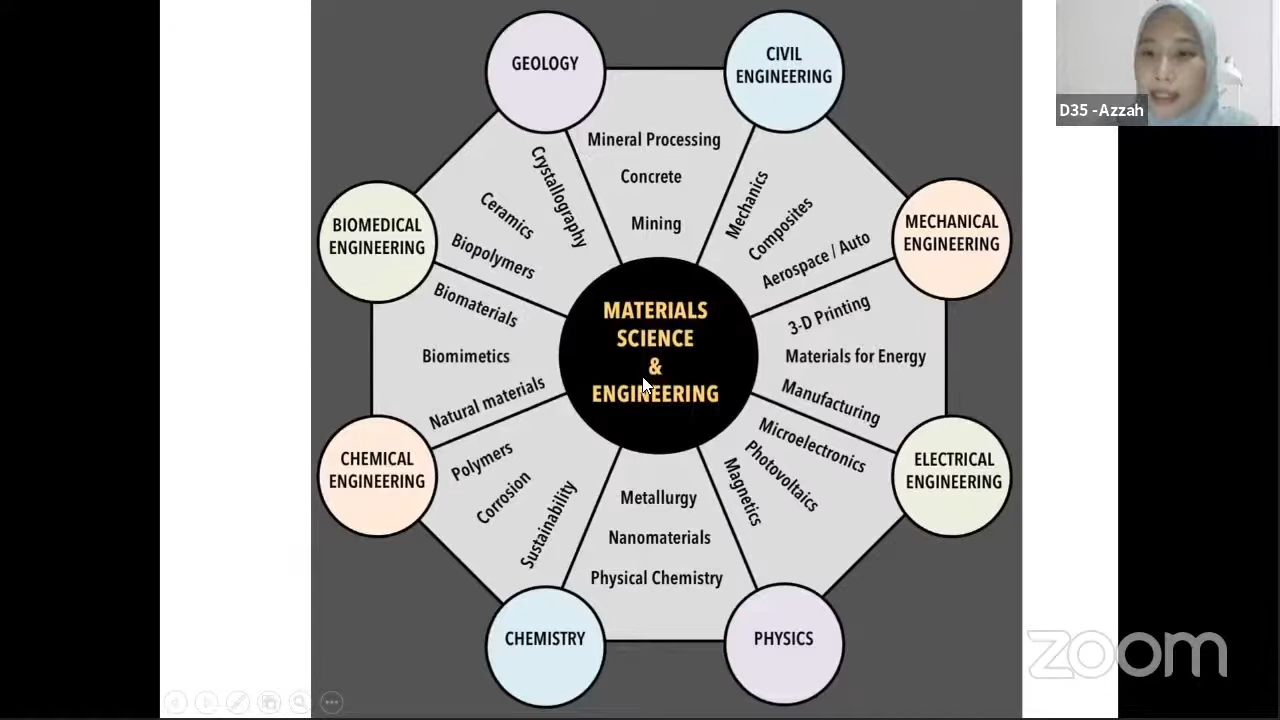 GEOLOGY
CIVIL
ENGINEERING
D35 -Azzah
Mineral Processing
Concrete
Mining
Crystallography
Ceramics
Biopolymers
Mechanics
Composites
Aerospace / Auto
BIOMEDICAL
ENGINEERING
MECHANICAL
ENGINEERING
Biomaterials
Biomimetics
Natural materials
MATERIALS
SCIENCE
&
ENGINEERING
3-D Printing
Materials for Energy
Manufacturing
CHEMICAL
ENGINEERING
ELECTRICAL
ENGINEERING
Polymers
Corrosion
Sustainability
Metallurgy
Nanomaterials
Physical Chemistry
Microelectronics
Photovoltaics
Magnetics
CHEMISTRY
PHYSICS
zoom